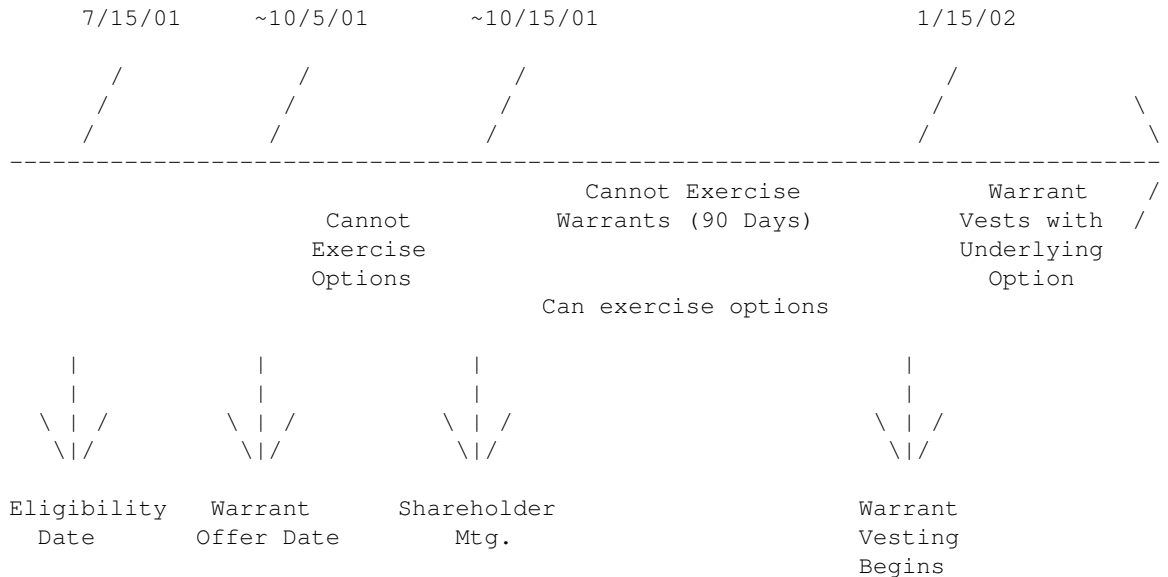 7/15/01 ~10/5/01 ~10/15/01 1/15/02
Cannot Exercise Warrant
Cannot Warrants (90 Days) Vests with
Exercise Underlying
Options Option
Can exercise options
Eligibility Warrant Shareholder Warrant
Date Offer Date Mtg. Vesting
Begins